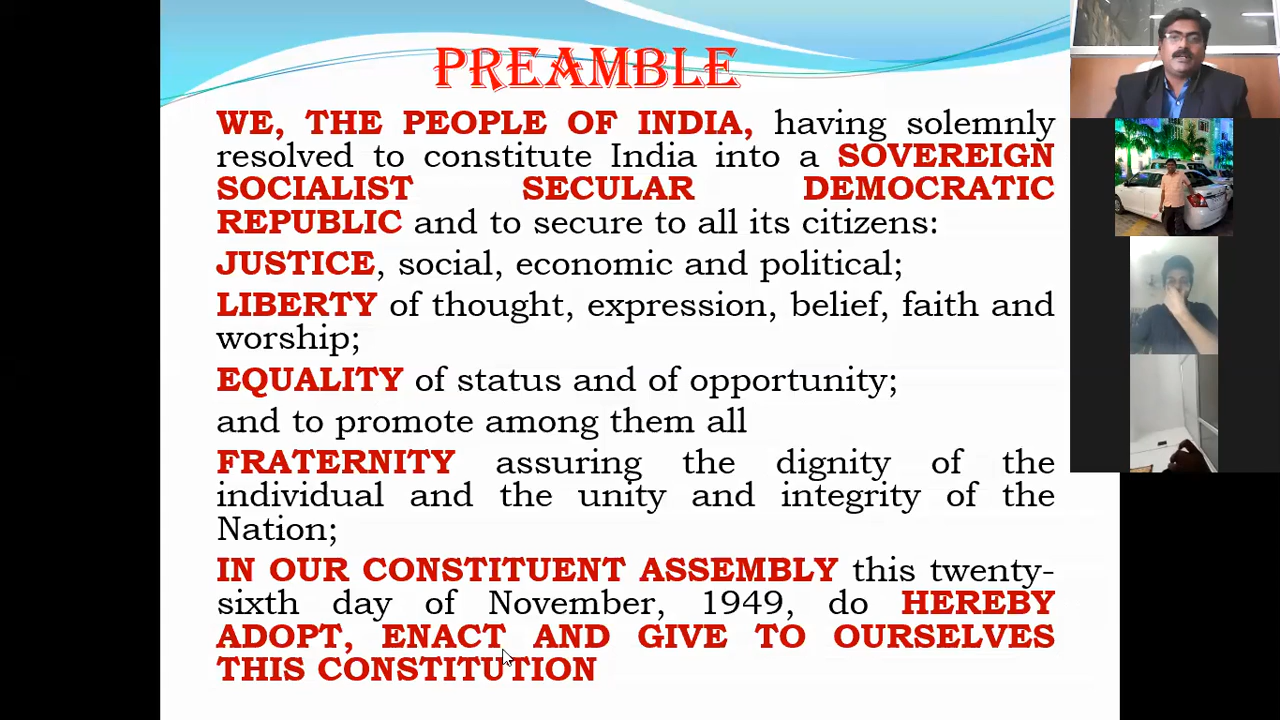 PREAMBLE
WE, THE PEOPLE OF INDIA, having solemnly
resolved to constitute India into a SOVEREIGN
SOCIALIST SECULAR DEMOCRATIC
REPUBLIC and to secure to all its citizens:
JUSTICE, social, economic and political;
LIBERTY of thought, expression, belief, faith and
worship;
EQUALITY of status and of opportunity;
and to promote among them all
FRATERNITY assuring the dignity of the
individual and the unity and integrity of the
Nation;
IN OUR CONSTITUENT ASSEMBLY this twenty-
sixth day of November, 1949, do HEREBY
ADOPT, ENACT AND GIVE TO OURSELVES
THIS CONSTITUTION